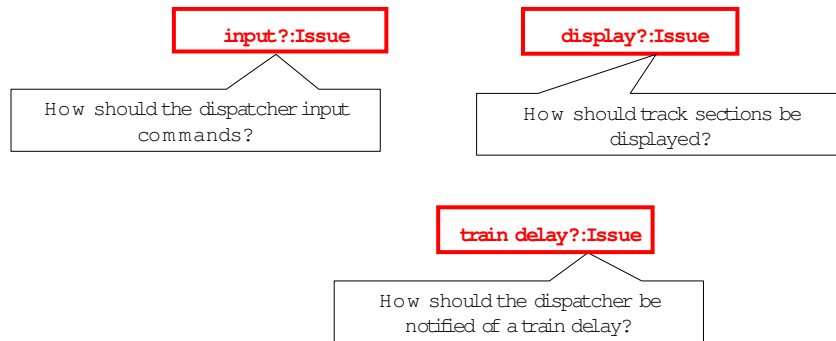 input?:Issue
display?:Issue
How should the dispatcher input
commands?
How should track sections be
displayed?
train delay?:Issue
How should the dispatcher be
notified of a train delay?